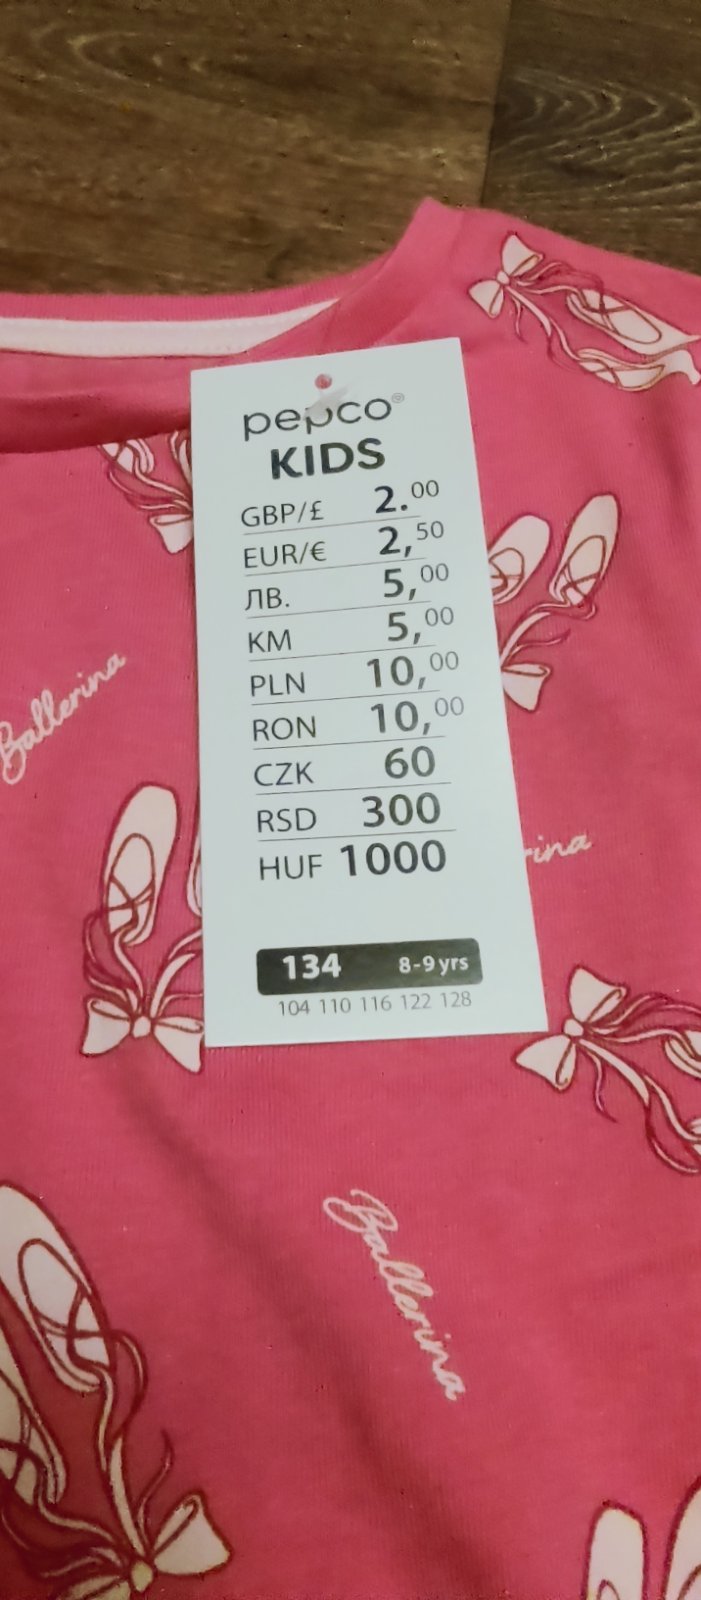 pepco®
KIDS
GBP/£ 2.00
EUR/€ 2,50
ЛВ. 5,00
KM 5,00
PLN 10,00
RON 10,00
CZK 60
RSD 300
HUF 1000
134 8-9 yrs
104 110 116 122 128
Ballerina
rina
Ballerina